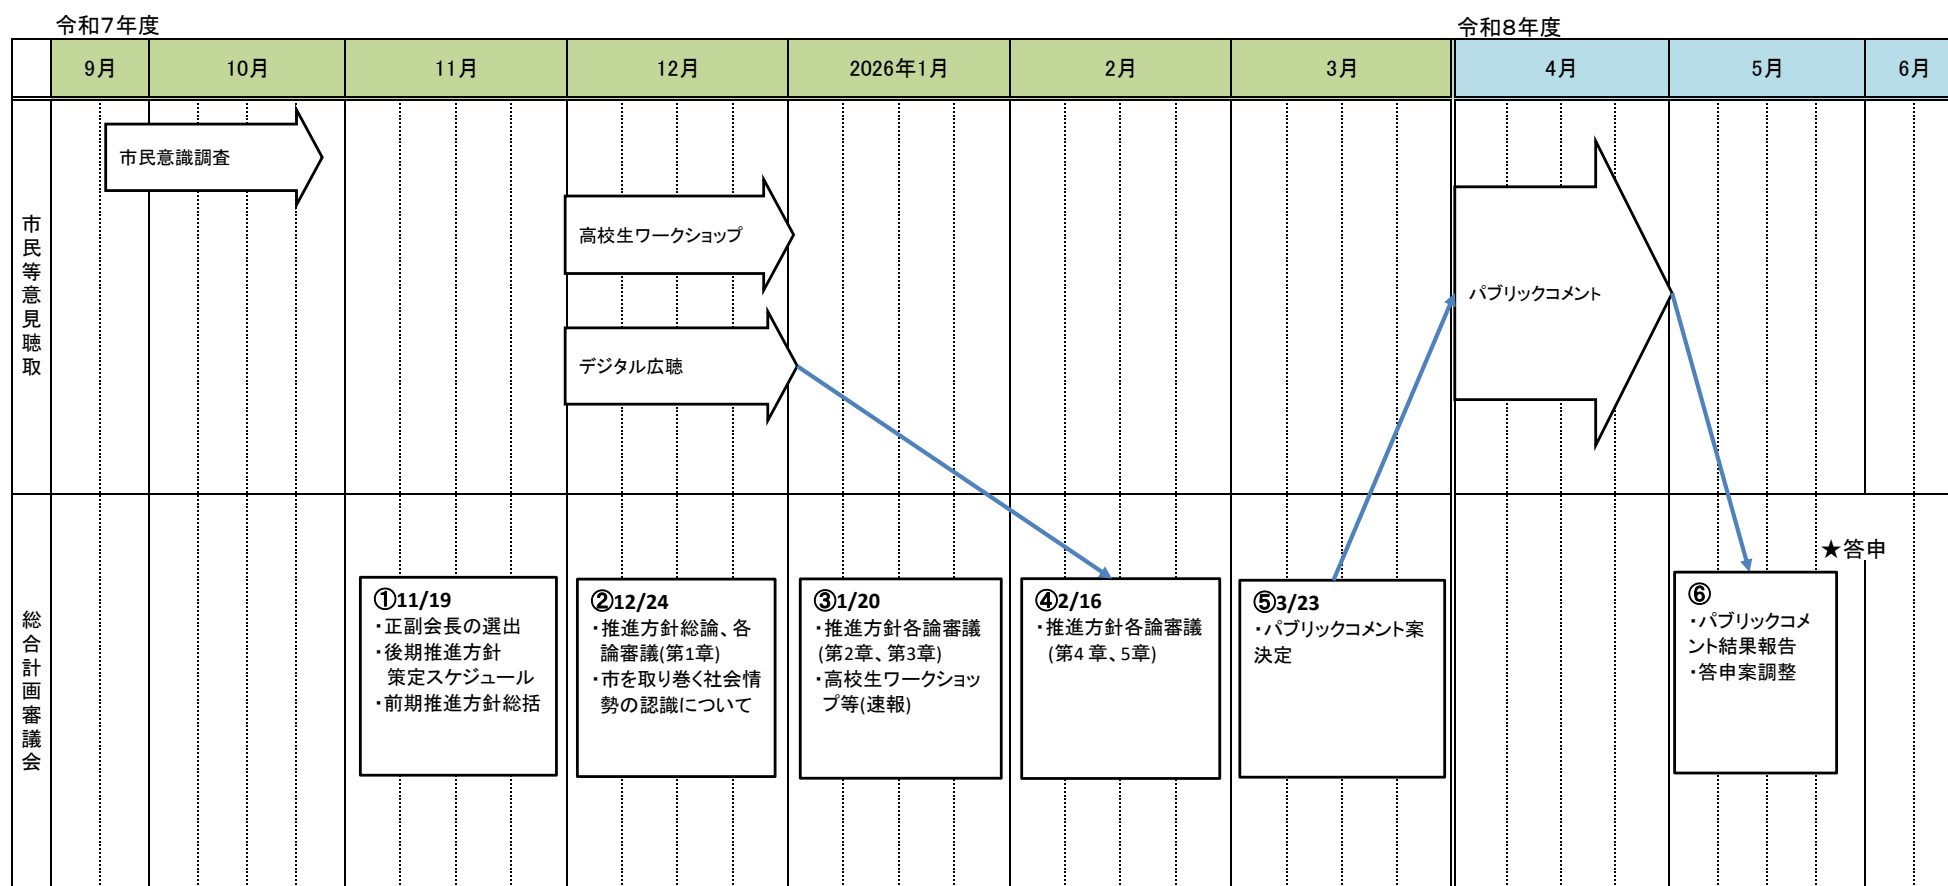 令和７年度
令和８年度
9月
10月
11月
12月
2026年1月
2月
3月
4月
5月
6月
市民等意見聴取
市民意識調査
高校生ワークショップ
デジタル広聴
パブリックコメント
総合計画審議会
①11/19
・正副会長の選出
・後期推進方針
策定スケジュール
・前期推進方針総括
②12/24
・推進方針総論、各
論審議(第1章)
・市を取り巻く社会情
勢の認識について
③1/20
・推進方針各論審議
(第2章、第3章)
・高校生ワークショッ
プ等(速報)
④2/16
・推進方針各論審議
(第4 章、5章)
⑤3/23
・パブリックコメント案
決定
★答申
⑥
・パブリックコメ
ント結果報告
・答申案調整